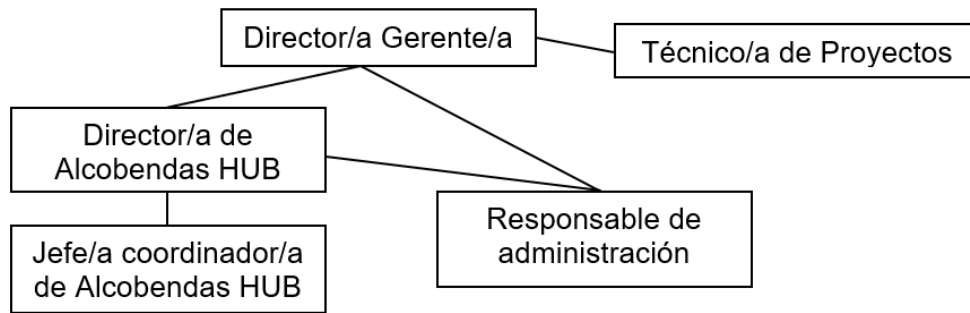 Director/a Gerente/a
Técnico/a de Proyectos
Director/a de
Alcobendas HUB
Responsable de
administración
Jefe/a coordinador/a
de Alcobendas HUB